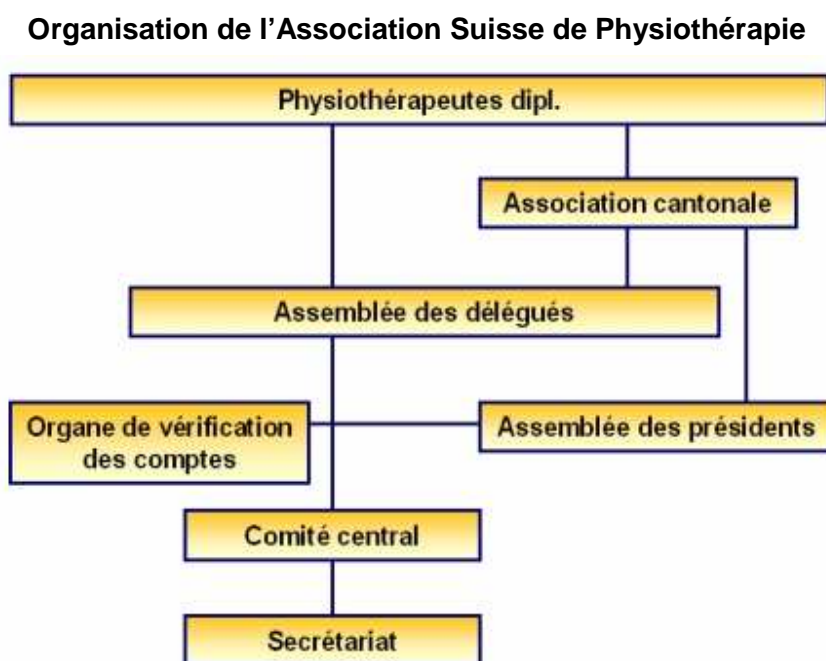 Organisation de l'Association Suisse de Physiothérapie
Physiothérapeutes dipl.
Association cantonale
Assemblée des délégués
Organe de vérification
des comptes
Assemblée des présidents
Comité central
Secrétariat